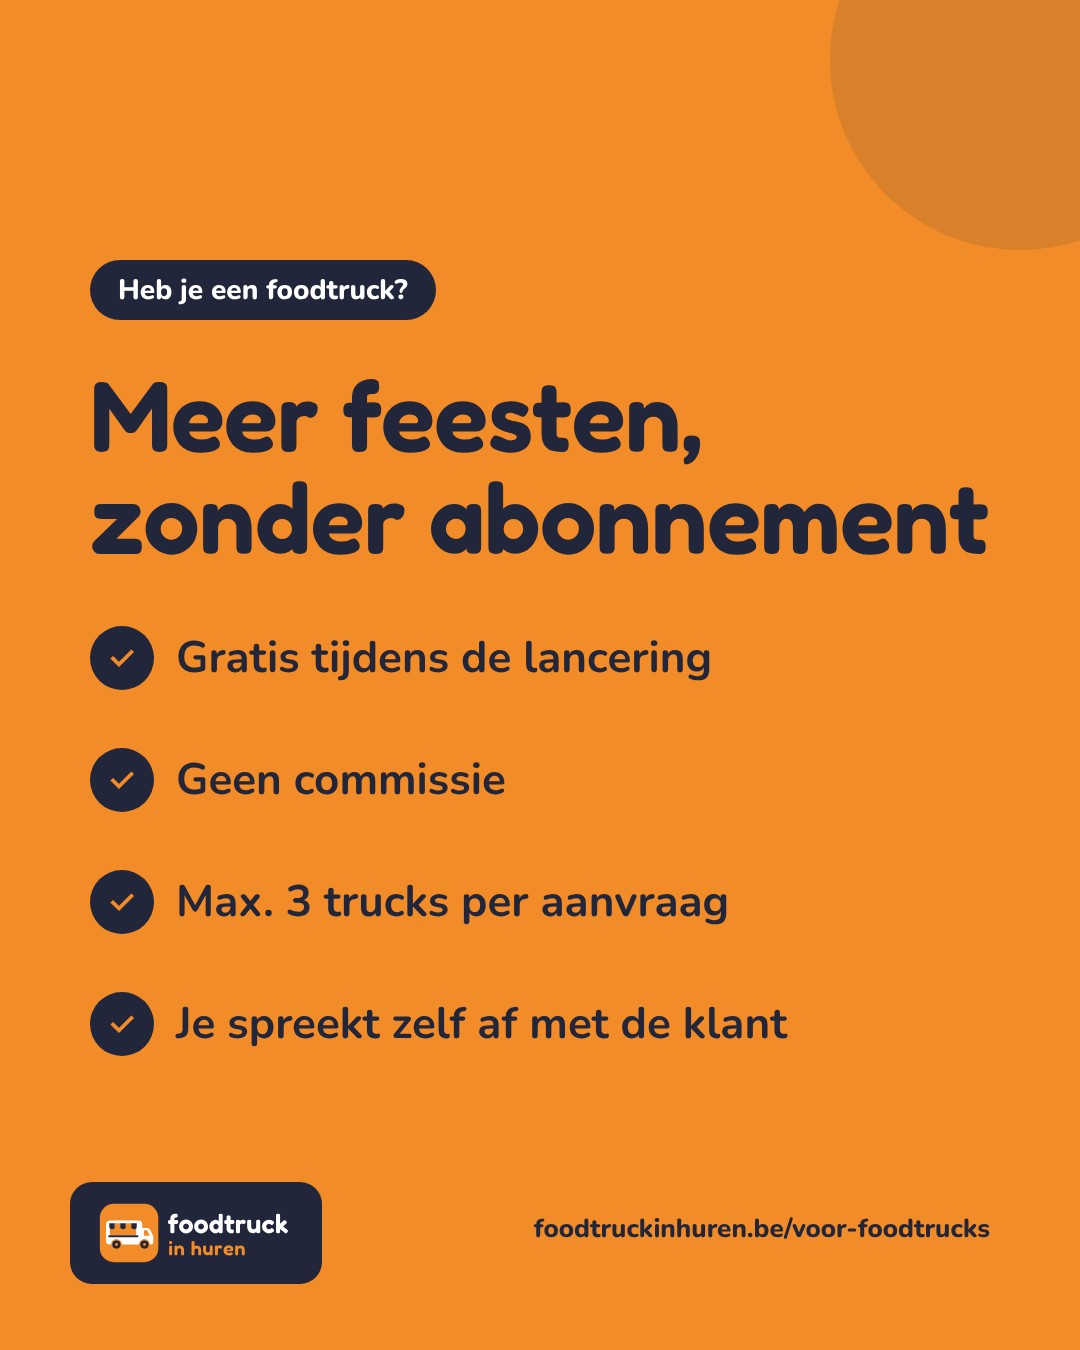 Heb je een foodtruck?
Meer feesten,
zonder abonnement
Gratis tijdens de lancering
Geen commissie
Max. 3 trucks per aanvraag
Je spreekt zelf af met de klant
foodtruck
in huren
foodtruckinhuren.be/voor-foodtrucks